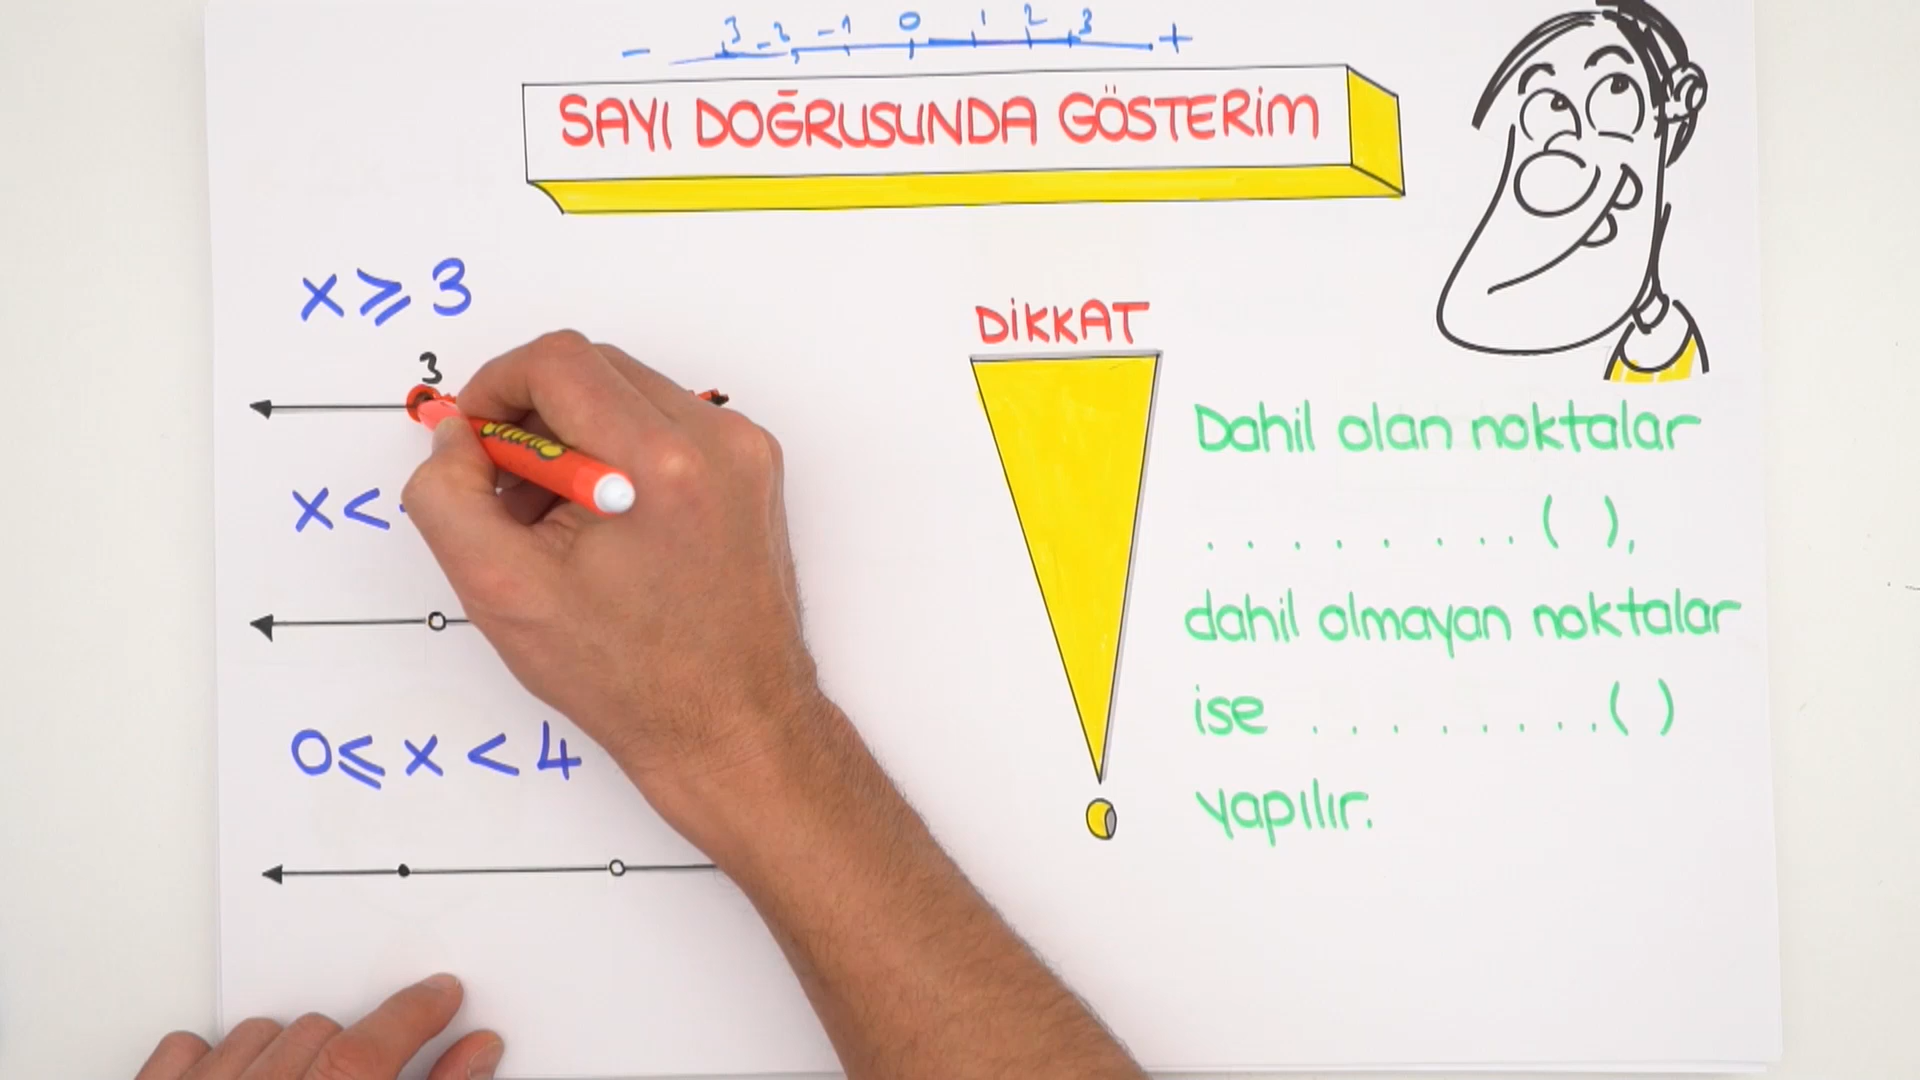 - 3 -2 -1 0 1 2 3 +
SAYI DOĞRUSUNDA GÖSTERİM
x ⩾ 3
3
x <
0 ⩽ x < 4
DİKKAT
Dahil olan noktalar
. . . . . . . . . ( ),
dahil olmayan noktalar
ise . . . . . . . . ( )
yapılır.